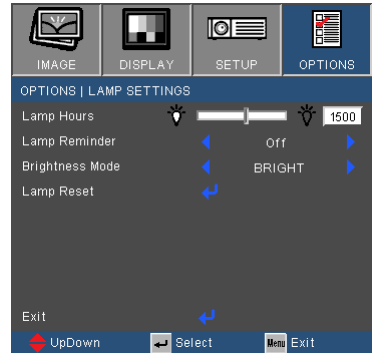 IMAGE DISPLAY SETUP OPTIONS
OPTIONS | LAMP SETTINGS
Lamp Hours 1500
Lamp Reminder Off
Brightness Mode BRIGHT
Lamp Reset
Exit
UpDown Select Menu Exit